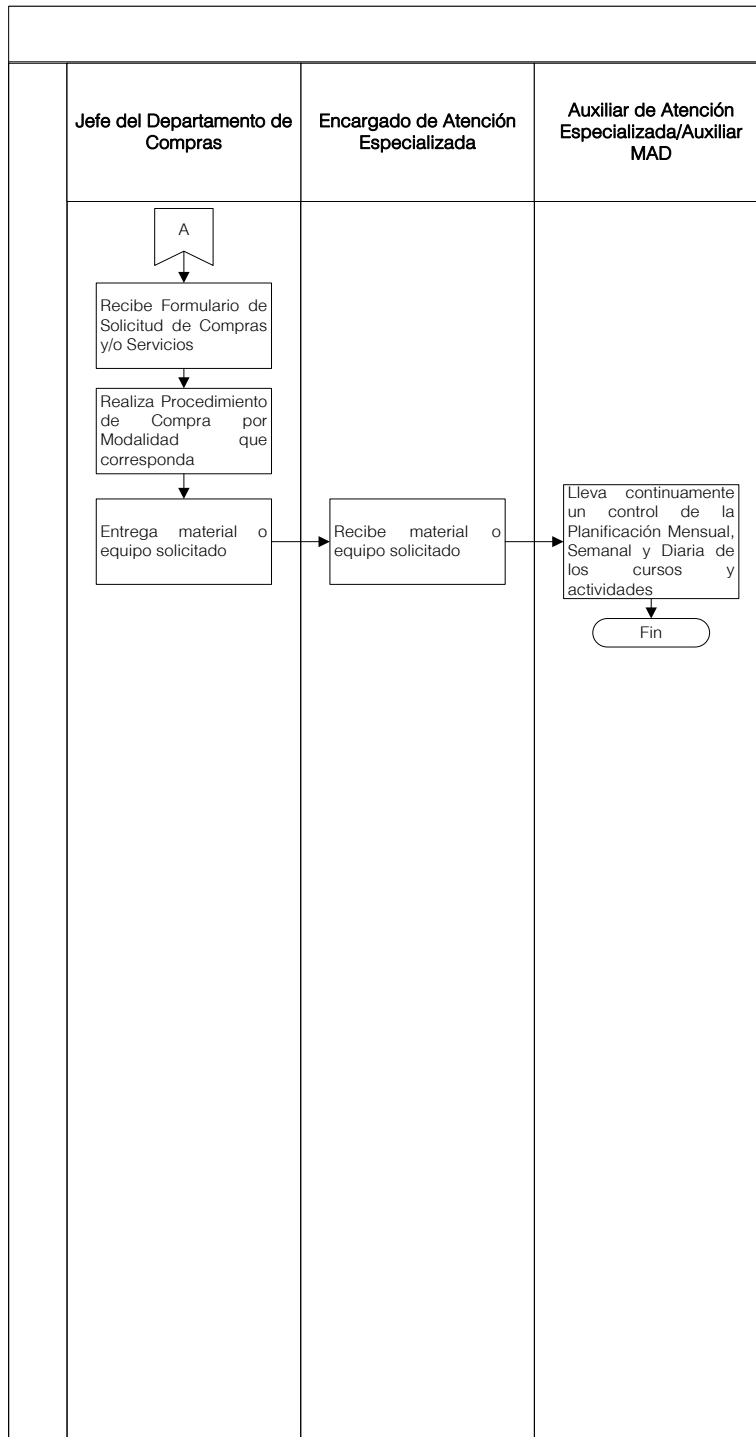 Jefe del Departamento de
Compras
Encargado de Atención
Especializada
Auxiliar de Atención
Especializada/Auxiliar
MAD
A
Recibe Formulario de
Solicitud de Compras
y/o Servicios
Realiza Procedimiento
de Compra por
Modalidad que
corresponda
Entrega material o
equipo solicitado
Recibe material o
equipo solicitado
Lleva continuamente
un control de la
Planificación Mensual,
Semanal y Diaria de
los cursos y
actividades
Fin